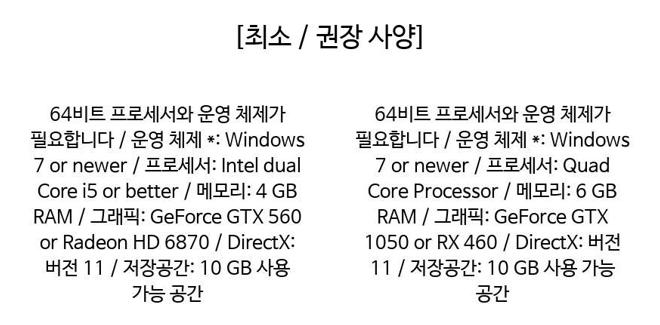 [최소 / 권장 사양]
64비트 프로세서와 운영 체제가
필요합니다 / 운영 체제 *: Windows
7 or newer / 프로세서: Intel dual
Core i5 or better / 메모리: 4 GB
RAM / 그래픽: GeForce GTX 560
or Radeon HD 6870 / DirectX:
버전 11 / 저장공간: 10 GB 사용
가능 공간
64비트 프로세서와 운영 체제가
필요합니다 / 운영 체제 *: Windows
7 or newer / 프로세서: Quad
Core Processor / 메모리: 6 GB
RAM / 그래픽: GeForce GTX
1050 or RX 460 / DirectX: 버전
11 / 저장공간: 10 GB 사용 가능
공간